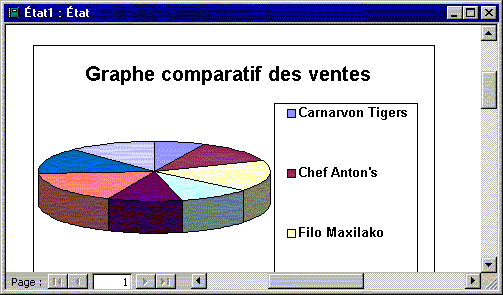 État1 : État
Graphe comparatif des ventes
Carnarvon Tigers
Chef Anton's
Filo Maxilako
Page : 1